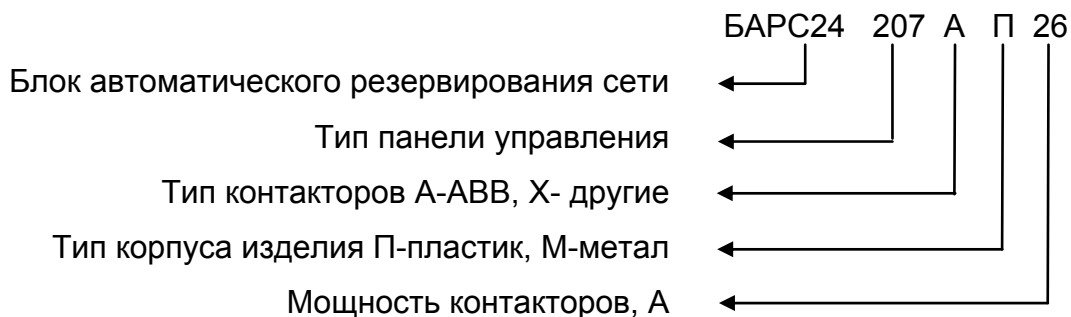 БАРС24 207 А П 26
Блок автоматического резервирования сети
Тип панели управления
Тип контакторов А-АВВ, Х- другие
Тип корпуса изделия П-пластик, М-метал
Мощность контакторов, А